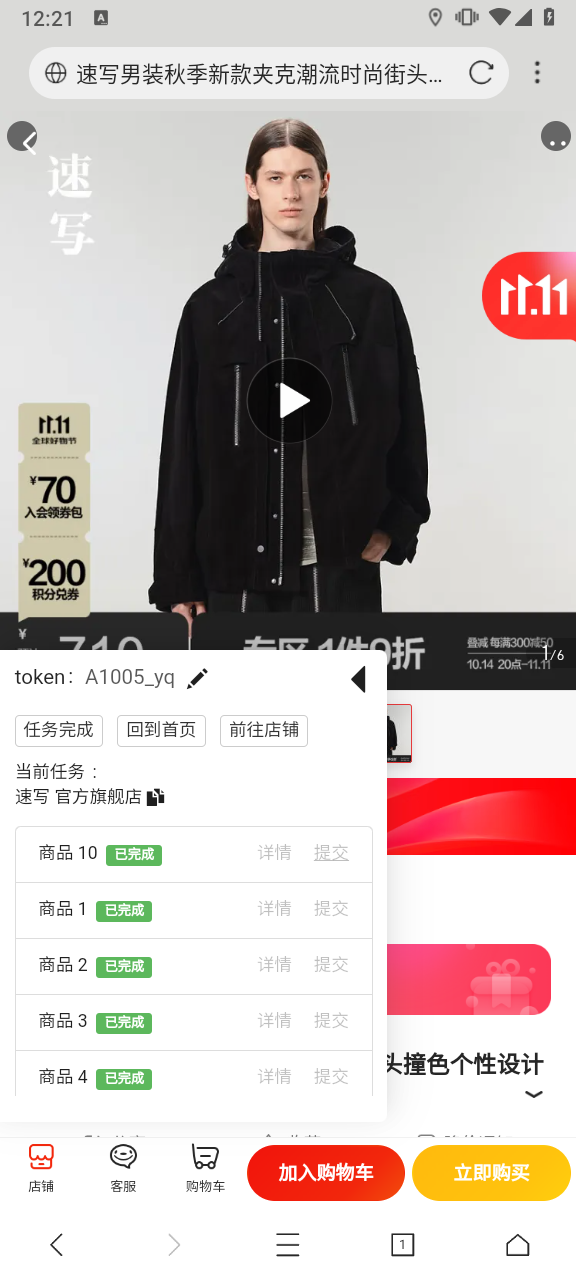 12:21
A
速写男装秋季新款夹克潮流时尚街头...
速
写
11.11
11.11
全球好物节
¥70
入会领券包
¥200
积分兑券
¥
专区 1件9折
叠减 每满300减50
10.14 20点-11.11
1/6
token: A1005_yq
任务完成
回到首页
前往店铺
当前任务 :
速写 官方旗舰店
商品 10 已完成 详情 提交
商品 1 已完成 详情 提交
商品 2 已完成 详情 提交
商品 3 已完成 详情 提交
商品 4 已完成 详情 提交
头撞色个性设计
店铺
客服
购物车
加入购物车
立即购买
1